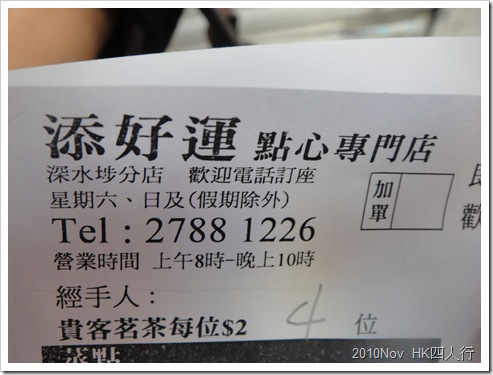 添好運 點心專門店
深水埗分店 歡迎電話訂座
星期六、日及(假期除外)
Tel : 2788 1226
營業時間 上午8時-晚上10時
加單
歡
經手人 :
貴客茗茶每位$2 4 位
蒸點
2010Nov HK四人行